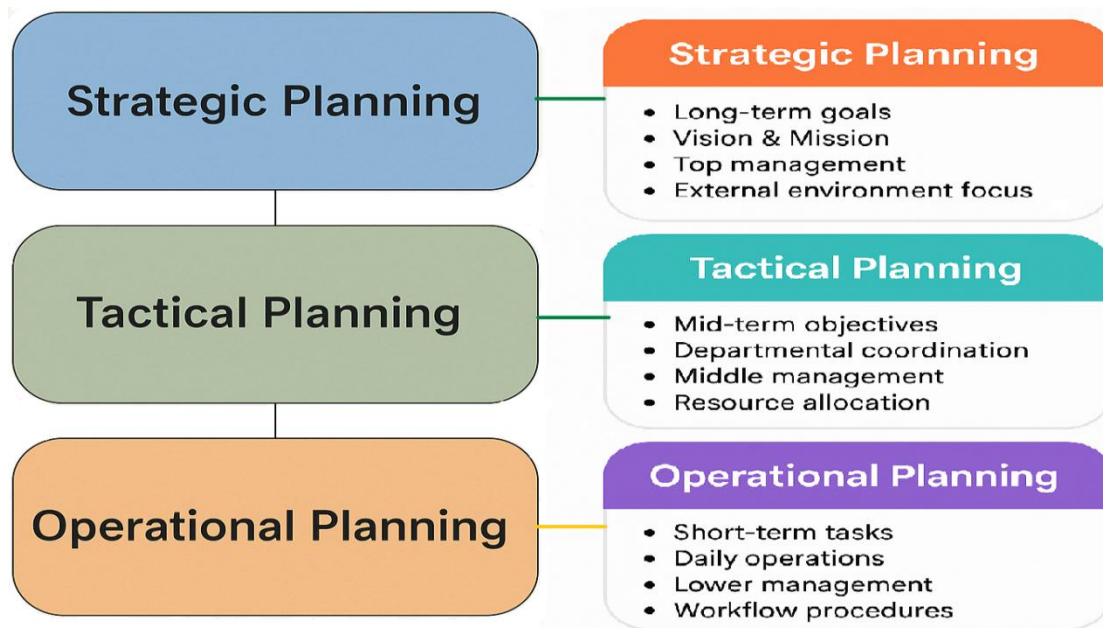 Strategic Planning
Strategic Planning
• Long-term goals
• Vision & Mission
• Top management
• External environment focus
Tactical Planning
Tactical Planning
• Mid-term objectives
• Departmental coordination
• Middle management
• Resource allocation
Operational Planning
Operational Planning
• Short-term tasks
• Daily operations
• Lower management
• Workflow procedures